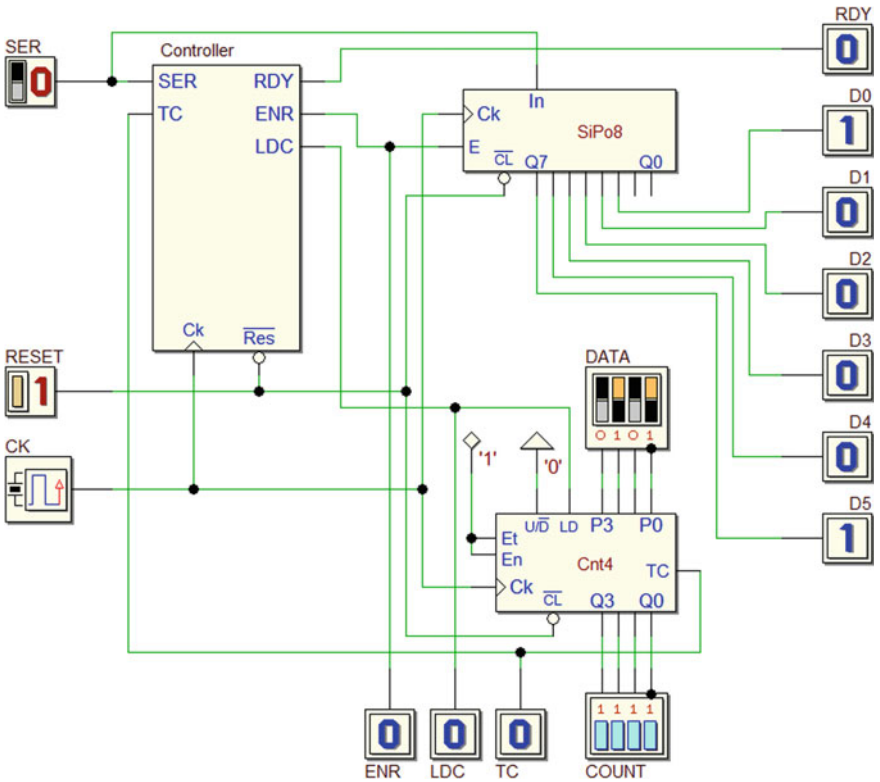 RDY
0
SER
0
Controller
SER
TC
RDY
ENR
LDC
Ck
Res
In
Ck
E
SiPo8
CL
Q7
Q0
D0
1
D1
0
D2
0
D3
0
D4
0
D5
1
RESET
1
CK
DATA
0 1 0 1
'1'
'0'
U/D
LD
P3
P0
Et
En
Ck
Cnt4
TC
CL
Q3
Q0
1 1 1 1
0
0
0
ENR
LDC
TC
COUNT